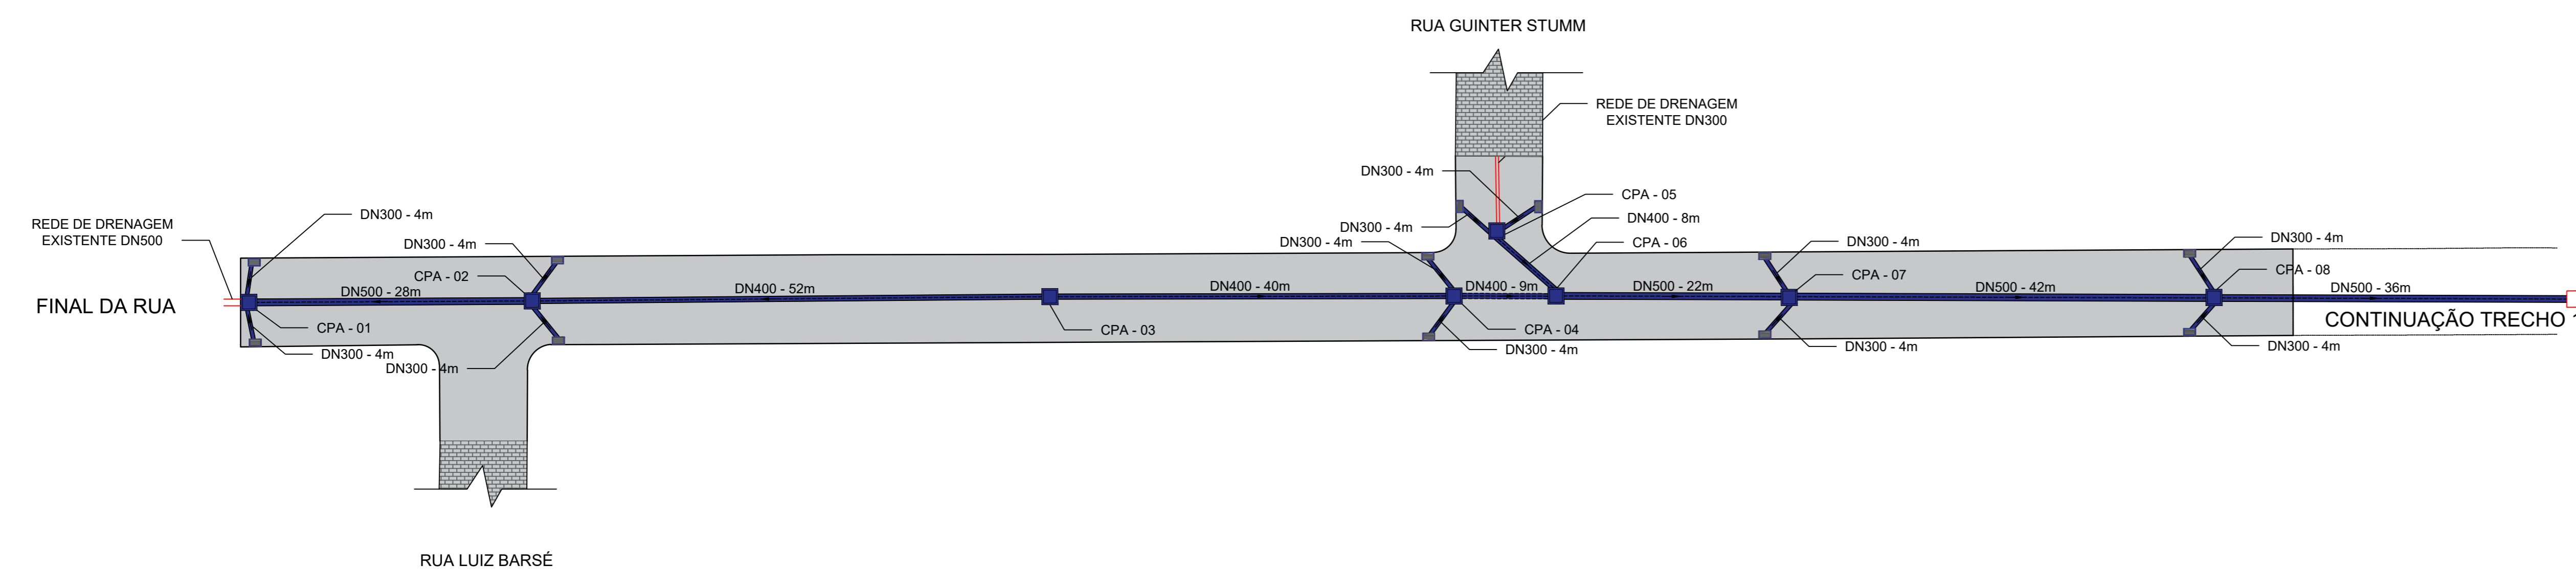 RUA GUINTER STUMM
REDE DE DRENAGEM
EXISTENTE DN300
DN300 - 4m
CPA - 05
DN300 - 4m
DN400 - 8m
REDE DE DRENAGEM
EXISTENTE DN500
DN300 - 4m
DN300 - 4m
DN300 - 4m
CPA - 06
DN300 - 4m
DN300 - 4m
CPA - 02
CPA - 07
CPA - 08
FINAL DA RUA
DN500 - 28m
DN400 - 52m
DN400 - 40m
DN400 - 9m
DN500 - 22m
DN500 - 42m
DN500 - 36m
CPA - 01
CPA - 03
CPA - 04
CONTINUAÇÃO TRECHO
DN300 - 4m
DN300 - 4m
DN300 - 4m
DN300 - 4m
DN300 - 4m
RUA LUIZ BARSÉ